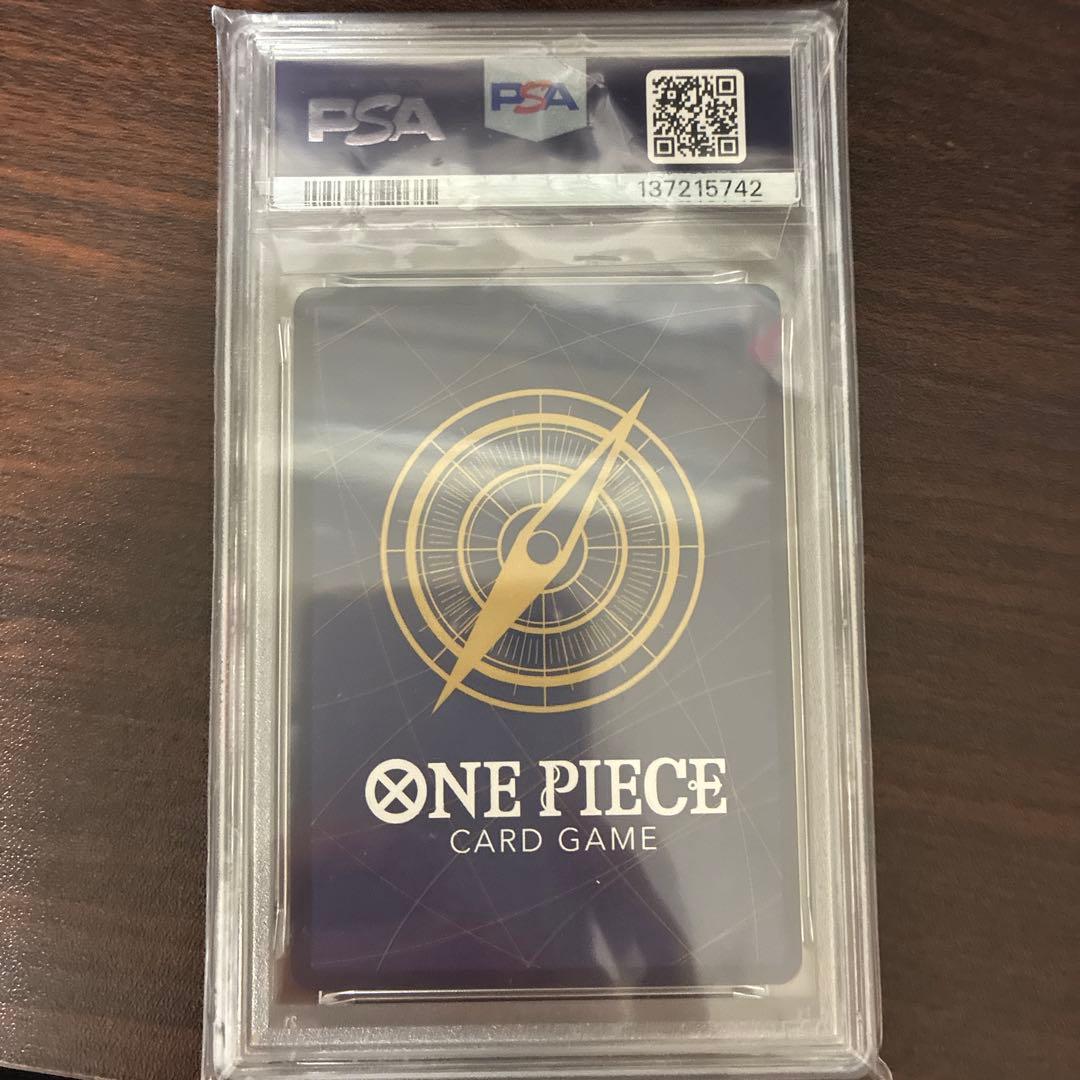 PSA
PSA
137215742
ONE PIECE
CARD GAME